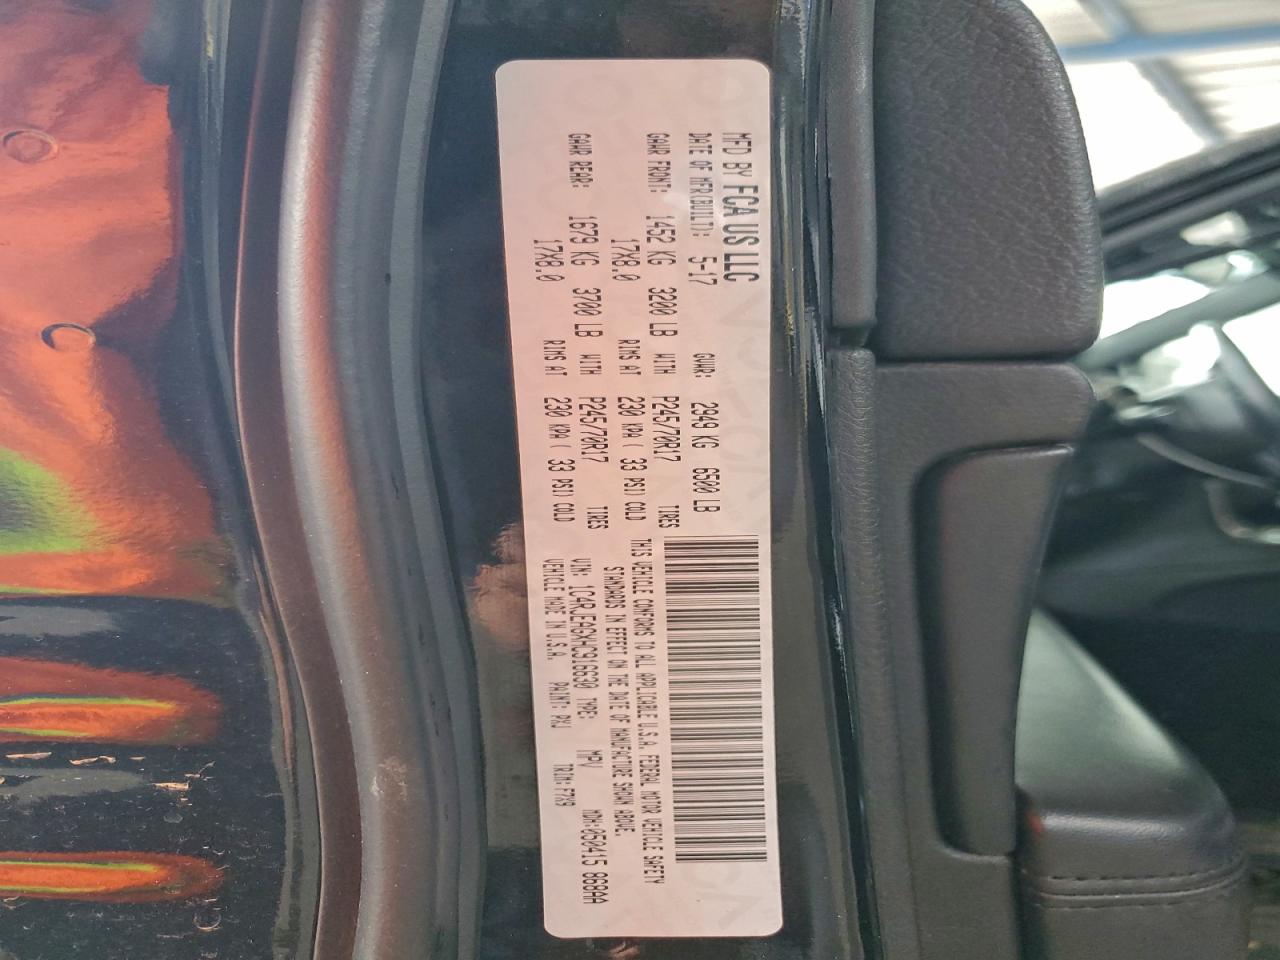 MFD BY FCA US LLC
DATE OF MFR(BUILT): 5-17 GVWR: 2949 KG 6500 LB
GAWR FRONT: 1452 KG 3200 LB WITH P245/70R17 TIRES
17X8.0 RIMS AT 230 KPA ( 33 PSI) COLD
GAWR REAR: 1679 KG 3700 LB WITH P245/70R17 TIRES
17X8.0 RIMS AT 230 KPA ( 33 PSI) COLD
THIS VEHICLE CONFORMS TO ALL APPLICABLE U.S.A. FEDERAL MOTOR VEHICLE SAFETY
STANDARDS IN EFFECT ON THE DATE OF MANUFACTURE SHOWN ABOVE.
VIN: 1C4RJEAGXHC916630 TYPE: MPV MDH:050415 868AA
VEHICLE MADE IN U.S.A. PAINT: PXJ TRIM: F7X9